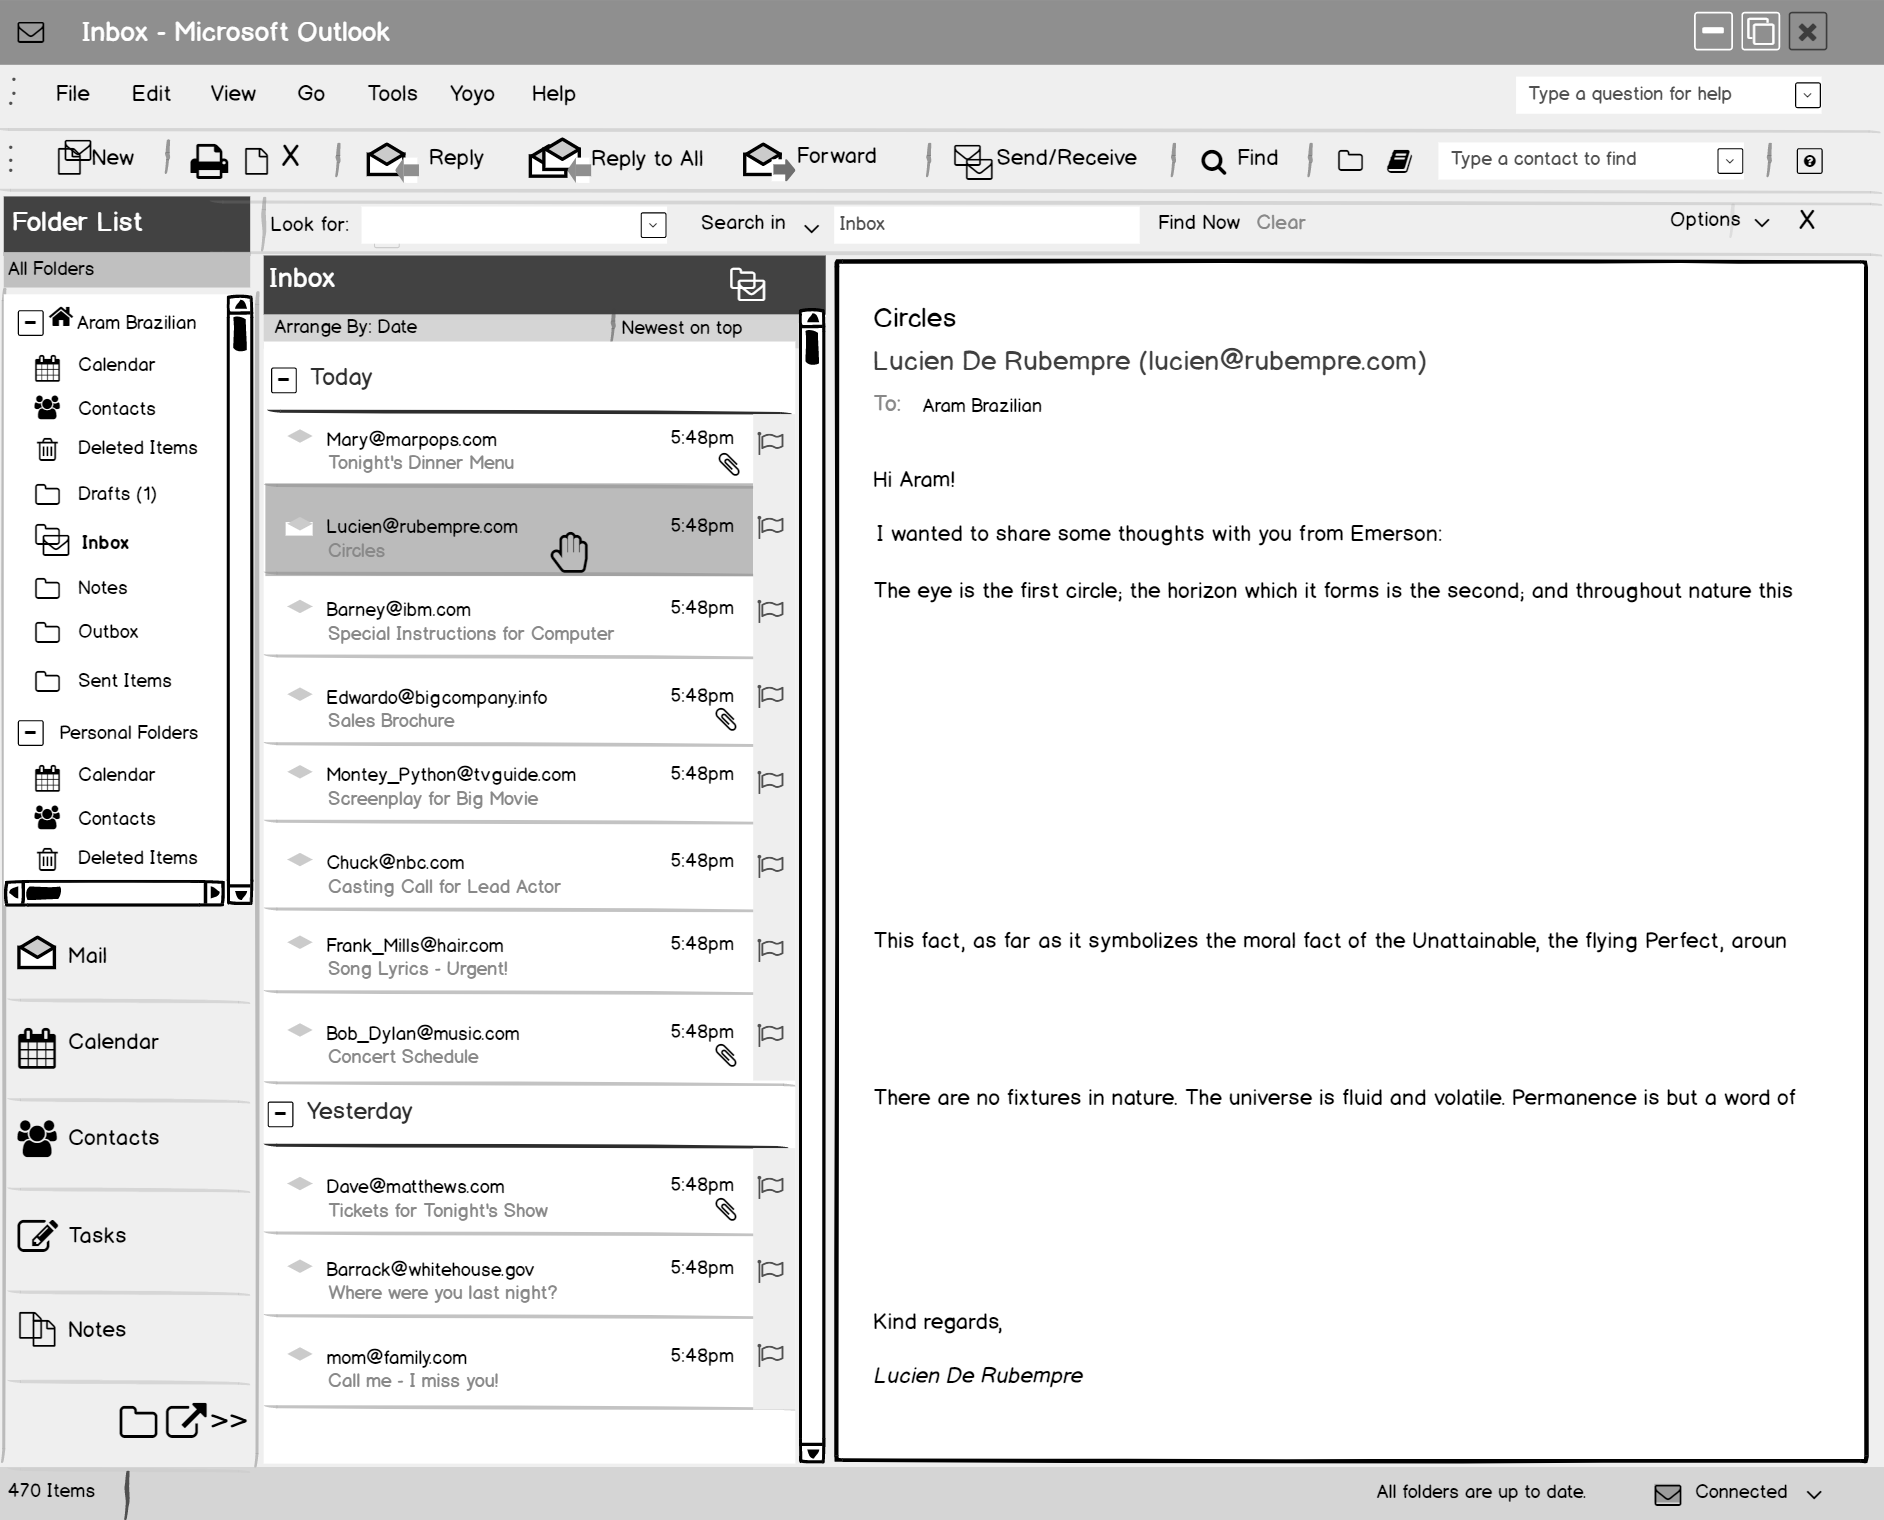 Inbox - Microsoft Outlook
File Edit View Go Tools Yoyo Help
Type a question for help
New X Reply Reply to All Forward Send/Receive Find
Type a contact to find
Folder List
Look for: Search in Inbox Find Now Clear Options X
All Folders
Aram Brazilian
Calendar
Contacts
Deleted Items
Drafts (1)
Inbox
Notes
Outbox
Sent Items
Personal Folders
Calendar
Contacts
Deleted Items
Mail
Calendar
Contacts
Tasks
Notes
>>
Inbox
Arrange By: Date Newest on top
Today
Mary@marpops.com 5:48pm
Tonight's Dinner Menu
Lucien@rubempre.com 5:48pm
Circles
Barney@ibm.com 5:48pm
Special Instructions for Computer
Edwardo@bigcompany.info 5:48pm
Sales Brochure
Montey_Python@tvguide.com 5:48pm
Screenplay for Big Movie
Chuck@nbc.com 5:48pm
Casting Call for Lead Actor
Frank_Mills@hair.com 5:48pm
Song Lyrics - Urgent!
Bob_Dylan@music.com 5:48pm
Concert Schedule
Yesterday
Dave@matthews.com 5:48pm
Tickets for Tonight's Show
Barrack@whitehouse.gov 5:48pm
Where were you last night?
mom@family.com 5:48pm
Call me - I miss you!
Circles
Lucien De Rubempre (lucien@rubempre.com)
To: Aram Brazilian
Hi Aram!
I wanted to share some thoughts with you from Emerson:
The eye is the first circle; the horizon which it forms is the second; and throughout nature this
This fact, as far as it symbolizes the moral fact of the Unattainable, the flying Perfect, aroun
There are no fixtures in nature. The universe is fluid and volatile. Permanence is but a word of
Kind regards,
Lucien De Rubempre
470 Items
All folders are up to date. Connected